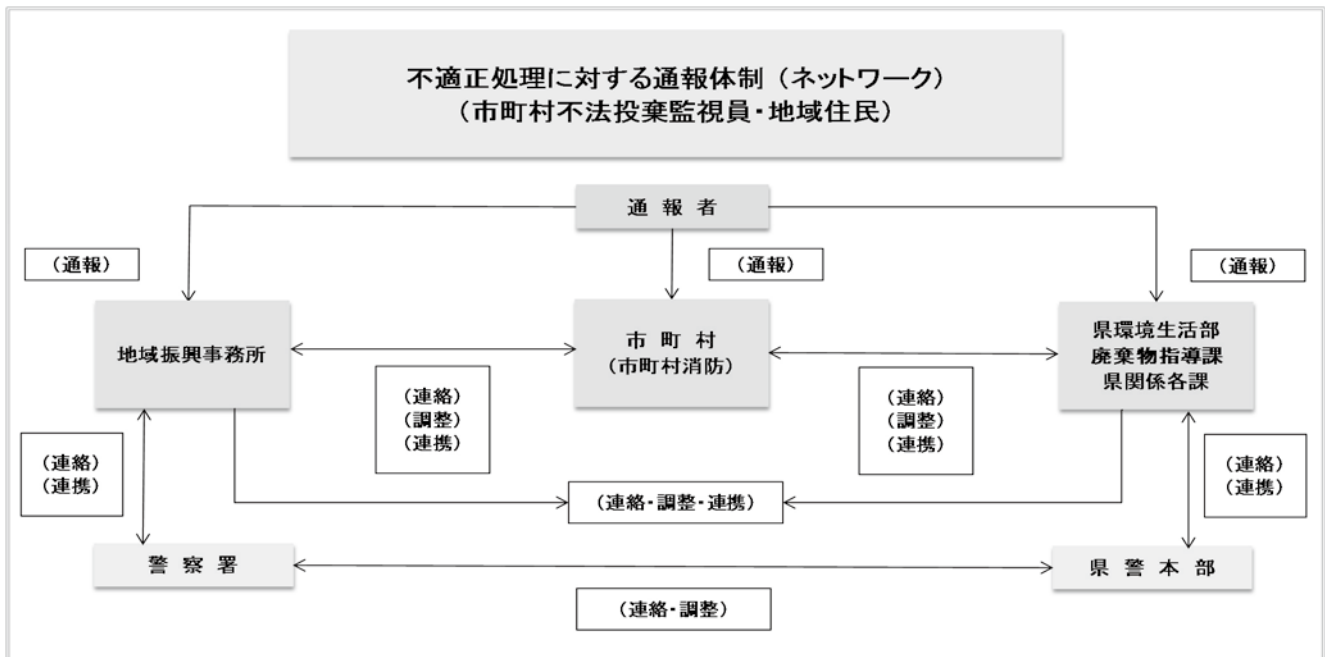 不適正処理に対する通報体制（ネットワーク）
（市町村不法投棄監視員・地域住民）
通 報 者
（通報）
（通報）
（通報）
地域振興事務所
市 町 村
（市町村消防）
県環境生活部
廃棄物指導課
県関係各課
（連絡）
（調整）
（連携）
（連絡）
（調整）
（連携）
（連絡）
（連携）
（連絡）
（連携）
（連絡・調整・連携）
警 察 署
県 警 本 部
（連絡・調整）